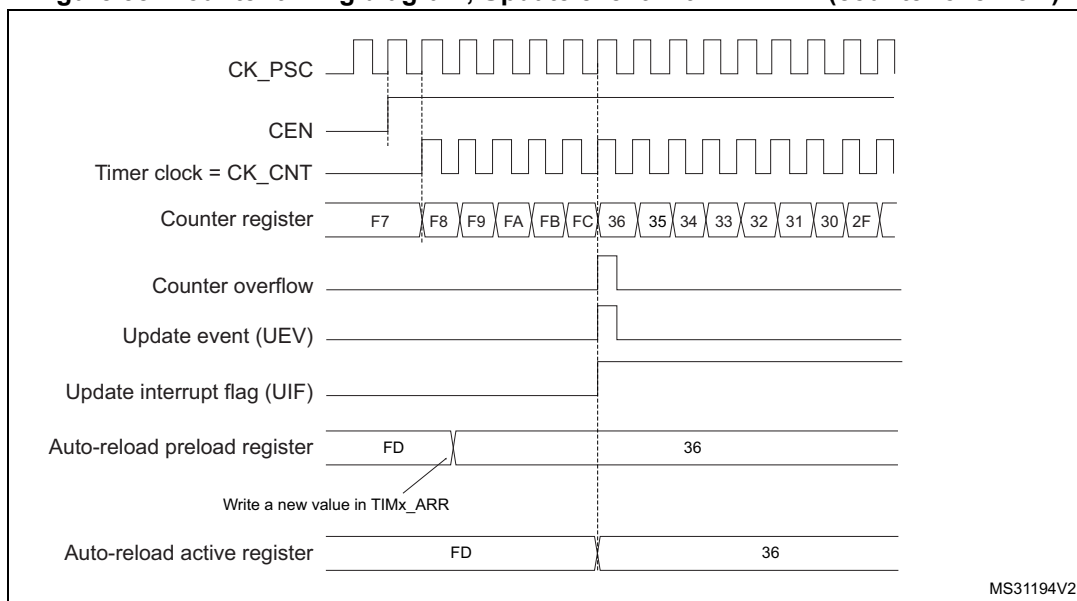 CK_PSC
CEN
Timer clock = CK_CNT
Counter register F7 F8 F9 FA FB FC 36 35 34 33 32 31 30 2F
Counter overflow
Update event (UEV)
Update interrupt flag (UIF)
Auto-reload preload register FD 36
Write a new value in TIMx_ARR
Auto-reload active register FD 36
MS31194V2